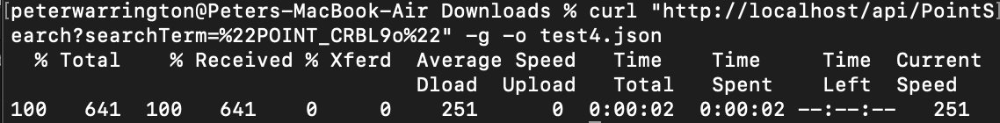 [peterwarrington@Peters-MacBook-Air Downloads % curl "http://localhost/api/PointS]
earch?searchTerm=%22POINT_CRBL9o%22" -g -o test4.json
  % Total    % Received % Xferd  Average Speed   Time    Time     Time  Current
                                 Dload  Upload   Total   Spent    Left  Speed
100   641  100   641    0     0    251      0  0:00:02  0:00:02 --:--:--   251